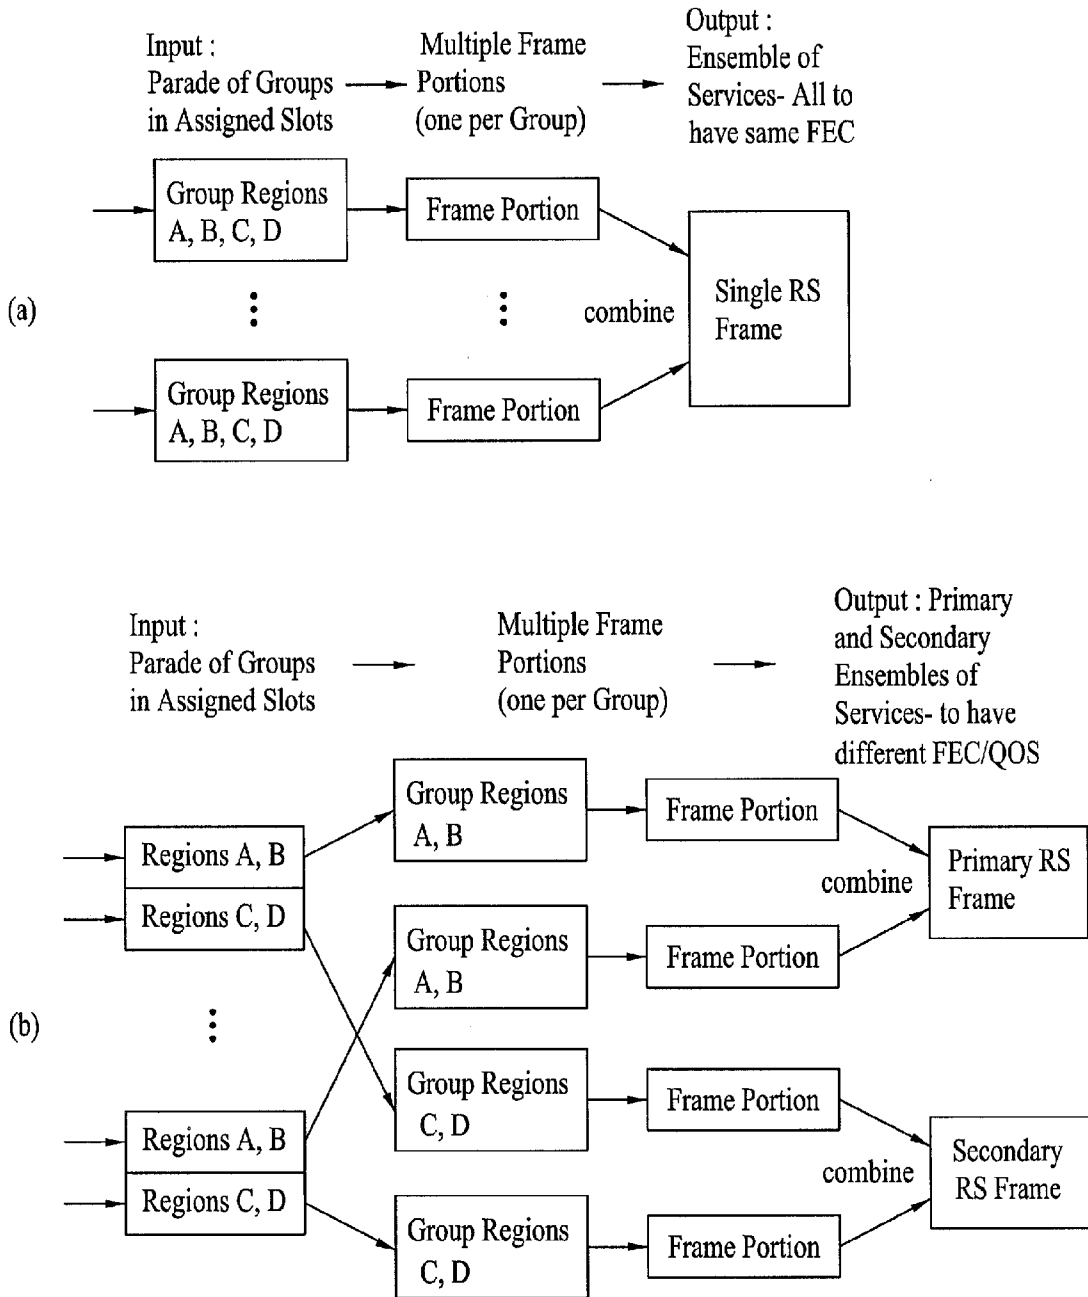 Input :
Parade of Groups
in Assigned Slots
Multiple Frame
Portions
(one per Group)
Output :
Ensemble of
Services- All to
have same FEC
Group Regions
A, B, C, D
Frame Portion
(a)
combine
Single RS
Frame
Group Regions
A, B, C, D
Frame Portion
Input :
Parade of Groups
in Assigned Slots
Multiple Frame
Portions
(one per Group)
Output : Primary
and Secondary
Ensembles of
Services- to have
different FEC/QOS
Regions A, B
Regions C, D
Group Regions
A, B
Frame Portion
Group Regions
A, B
Frame Portion
combine
Primary RS
Frame
(b)
Regions A, B
Regions C, D
Group Regions
C, D
Frame Portion
Group Regions
C, D
Frame Portion
combine
Secondary
RS Frame